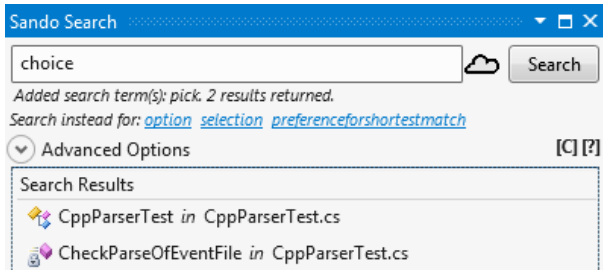 Sando Search
choice
Search
Added search term(s): pick. 2 results returned.
Search instead for: option selection preferenceforshortestmatch
Advanced Options [C] [?]
Search Results
CppParserTest in CppParserTest.cs
CheckParseOfEventFile in CppParserTest.cs